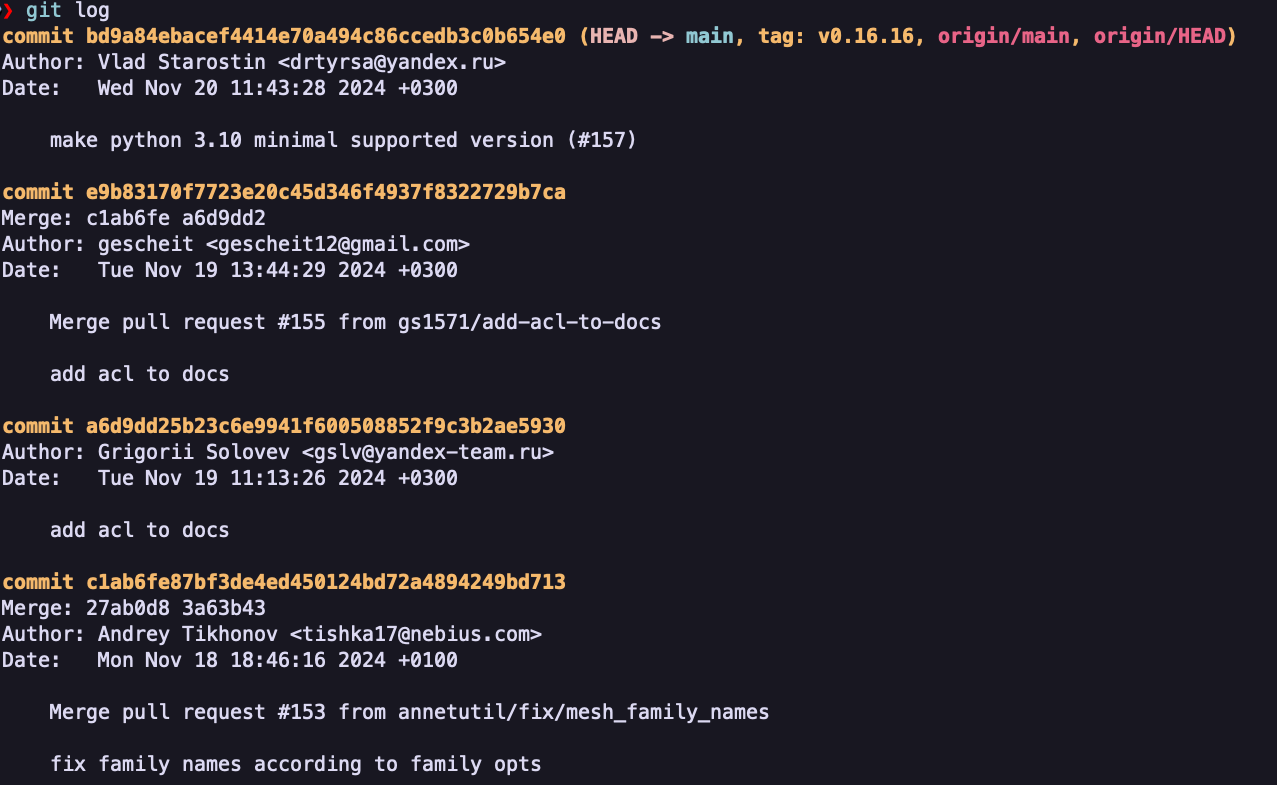 ❯ git log
commit bd9a84ebacef4414e70a494c86ccedb3c0b654e0 (HEAD -> main, tag: v0.16.16, origin/main, origin/HEAD)
Author: Vlad Starostin <drtyrsa@yandex.ru>
Date:   Wed Nov 20 11:43:28 2024 +0300

    make python 3.10 minimal supported version (#157)

commit e9b83170f7723e20c45d346f4937f8322729b7ca
Merge: c1ab6fe a6d9dd2
Author: gescheit <gescheit12@gmail.com>
Date:   Tue Nov 19 13:44:29 2024 +0300

    Merge pull request #155 from gs1571/add-acl-to-docs

    add acl to docs

commit a6d9dd25b23c6e9941f600508852f9c3b2ae5930
Author: Grigorii Solovev <gslv@yandex-team.ru>
Date:   Tue Nov 19 11:13:26 2024 +0300

    add acl to docs

commit c1ab6fe87bf3de4ed450124bd72a4894249bd713
Merge: 27ab0d8 3a63b43
Author: Andrey Tikhonov <tishka17@nebius.com>
Date:   Mon Nov 18 18:46:16 2024 +0100

    Merge pull request #153 from annetutil/fix/mesh_family_names

    fix family names according to family opts